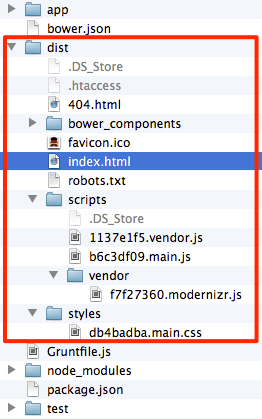 app
bower.json
dist
.DS_Store
.htaccess
404.html
bower_components
favicon.ico
index.html
robots.txt
scripts
.DS_Store
1137e1f5.vendor.js
b6c3df09.main.js
vendor
f7f27360.modernizr.js
styles
db4badba.main.css
Gruntfile.js
node_modules
package.json
test